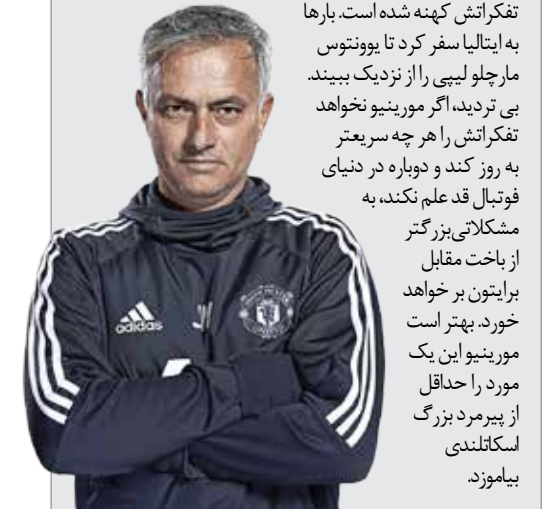 تفکراتش کهنه شده است. بارها
به ایتالیا سفر کرد تا یوونتوس
مارچلو لیپی را از نزدیک ببیند.
بی تردید، اگر مورینیو نخواهد
تفکراتش را هر چه سریعتر
به روز کند و دوباره در دنیای
فوتبال قد علم نکند، به
مشکلاتی بزرگتر
از باخت مقابل
برایتون بر خواهد
خورد. بهتر است
مورینیو این یک
مورد را حداقل
از پیرمرد بزرگ
اسکاتلندی
بیاموزد.
adidas
JM